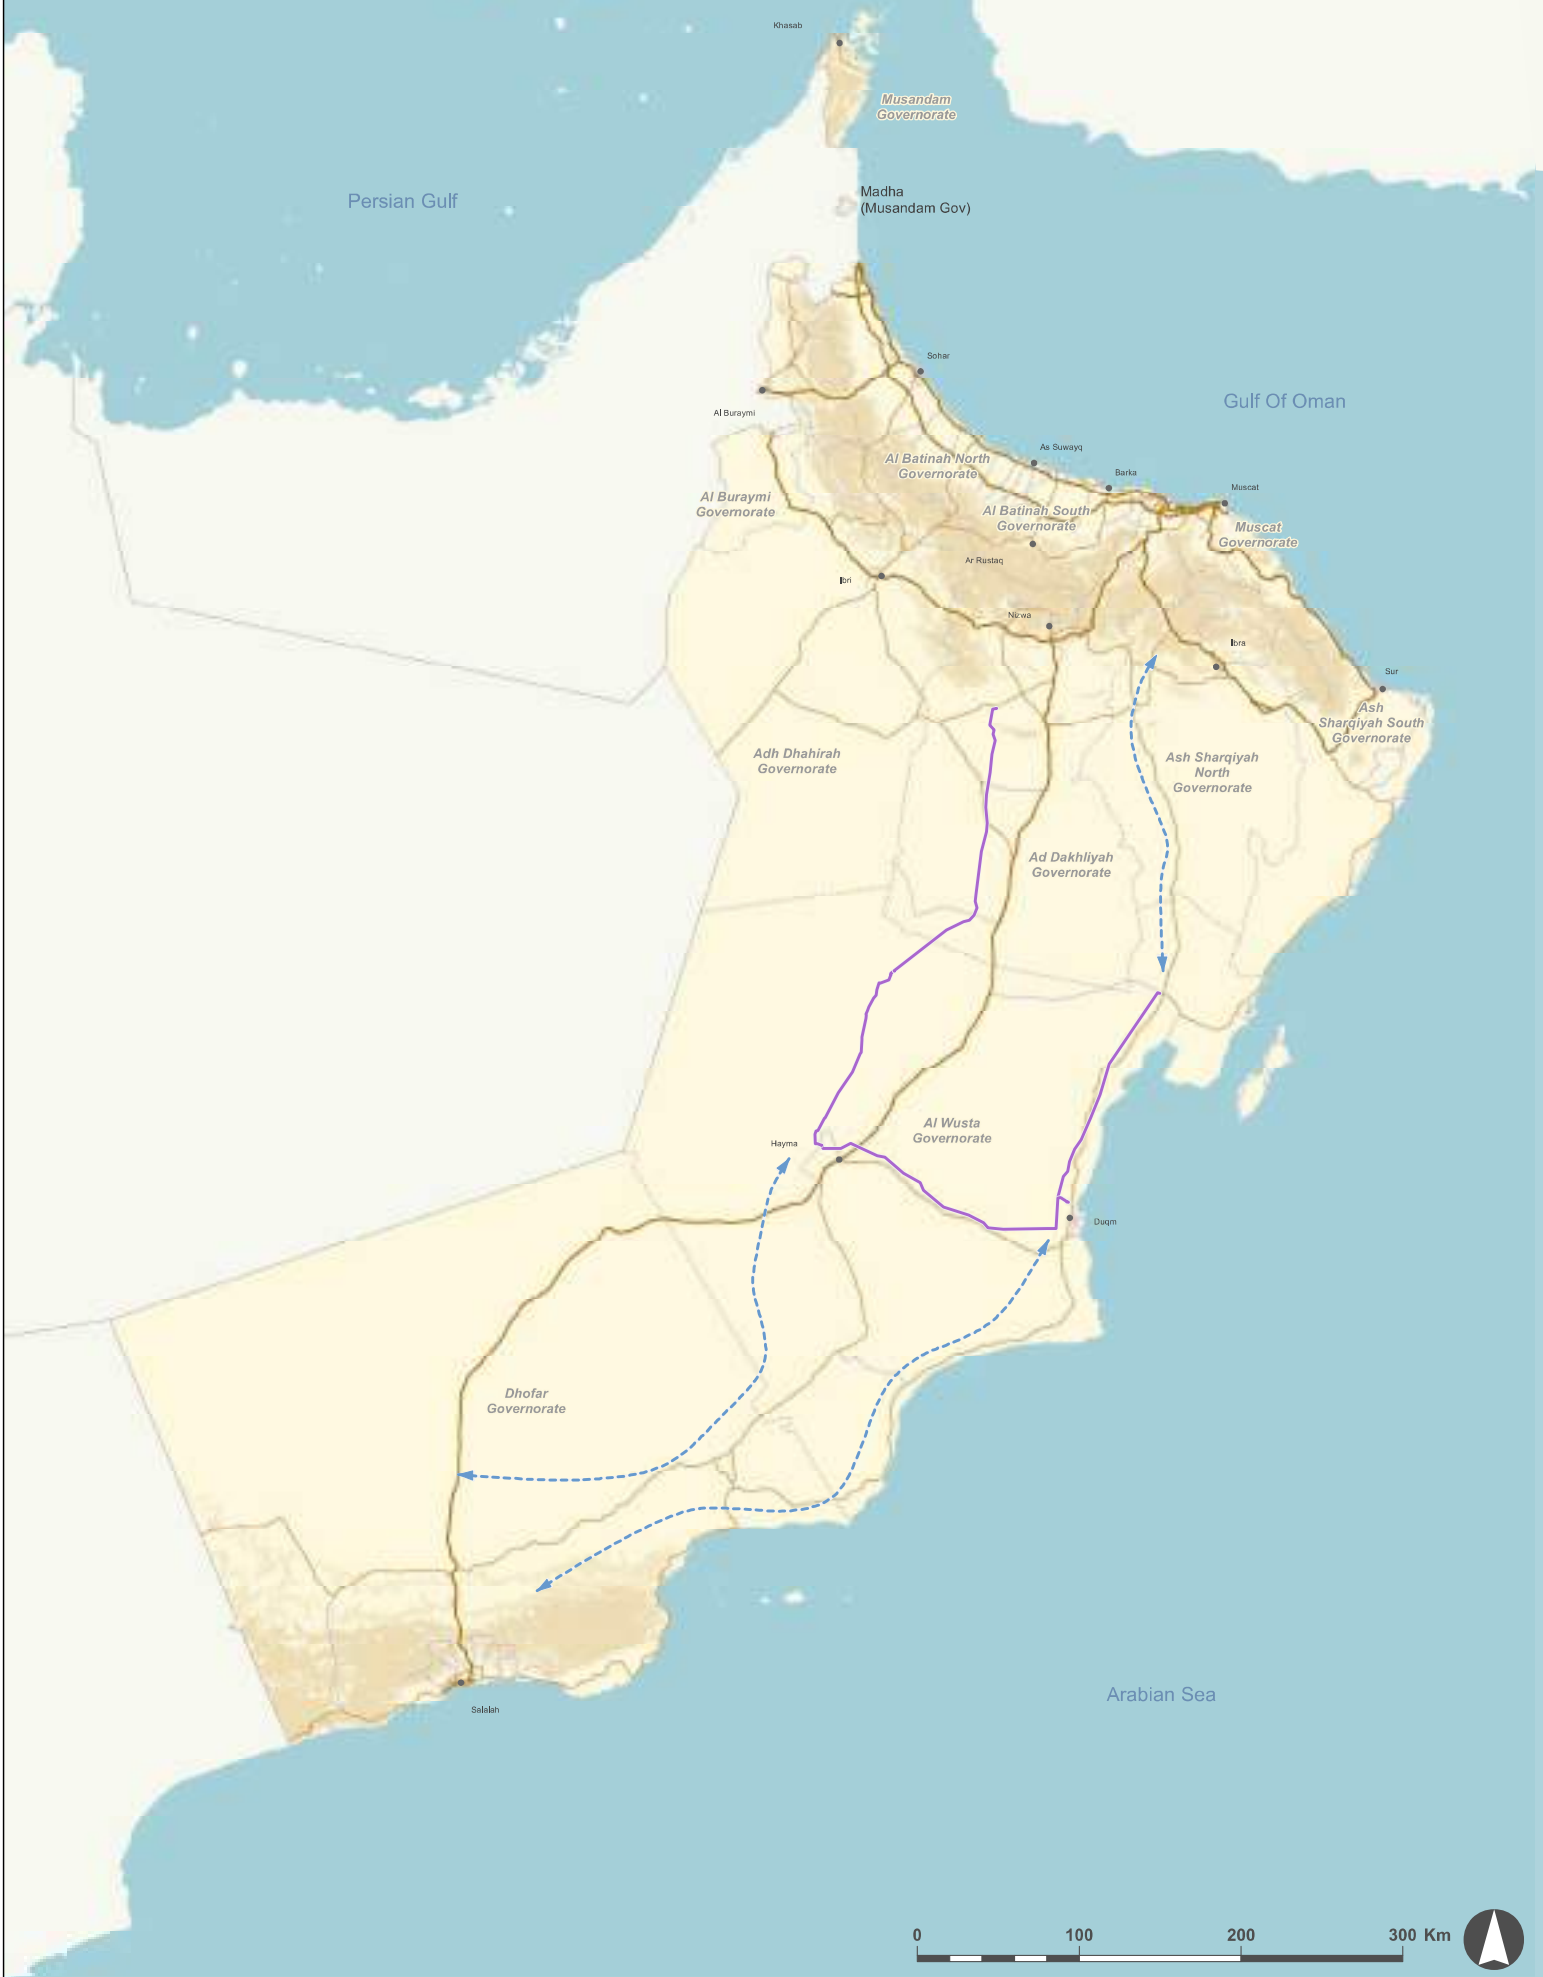 Khasab
Musandam
Governorate
Madha
(Musandam Gov)
Persian Gulf
Sohar
Gulf Of Oman
Al Buraymi
As Suwayq
Al Batinah North
Governorate
Barka
Muscat
Al Buraymi
Governorate
Al Batinah South
Governorate
Muscat
Governorate
Ar Rustaq
Ibri
Nizwa
Ibra
Sur
Ash
Sharqiyah South
Governorate
Adh Dhahirah
Governorate
Ash Sharqiyah
North
Governorate
Ad Dakhliyah
Governorate
Al Wusta
Governorate
Hayma
Duqm
Dhofar
Governorate
Arabian Sea
Salalah
0 100 200 300 Km